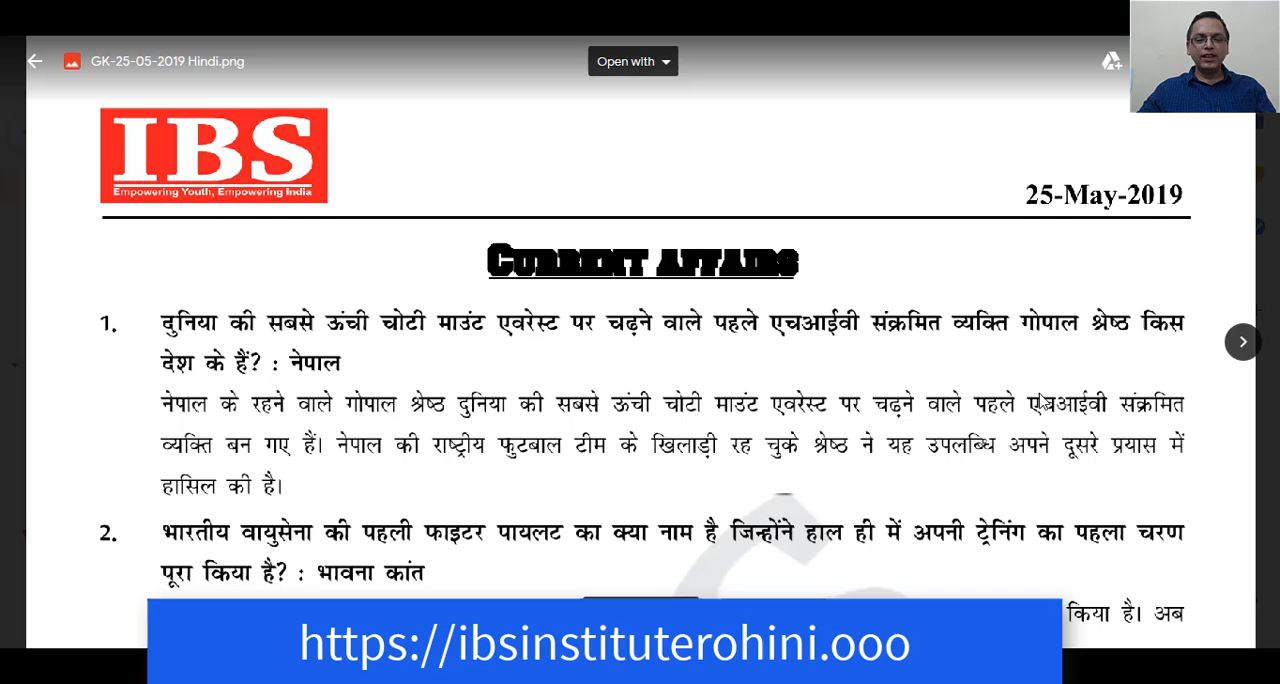 GK-25-05-2019 Hindi.png
Open with
IBS
Empowering Youth, Empowering India
25-May-2019
CURRENT AFFAIRS
1. दुनिया की सबसे ऊंची चोटी माउंट एवरेस्ट पर चढ़ने वाले पहले एचआईवी संक्रमित व्यक्ति गोपाल श्रेष्ठ किस
देश के हैं? : नेपाल
नेपाल के रहने वाले गोपाल श्रेष्ठ दुनिया की सबसे ऊंची चोटी माउंट एवरेस्ट पर चढ़ने वाले पहले एचआईवी संक्रमित
व्यक्ति बन गए हैं। नेपाल की राष्ट्रीय फुटबाल टीम के खिलाड़ी रह चुके श्रेष्ठ ने यह उपलब्धि अपने दूसरे प्रयास में
हासिल की है।
2. भारतीय वायुसेना की पहली फाइटर पायलट का क्या नाम है जिन्होंने हाल ही में अपनी ट्रेनिंग का पहला चरण
पूरा किया है? : भावना कांत
किया है। अब
https://ibsinstituterohini.ooo